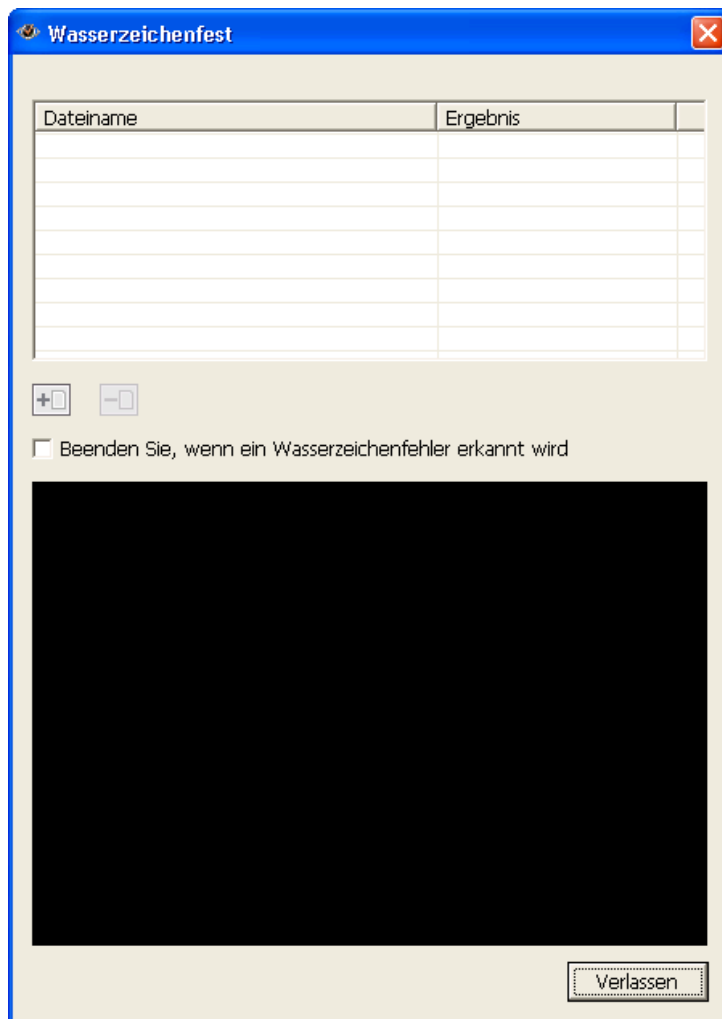 Wasserzeichenfest
Dateiname Ergebnis
Beenden Sie, wenn ein Wasserzeichenfehler erkannt wird
Verlassen